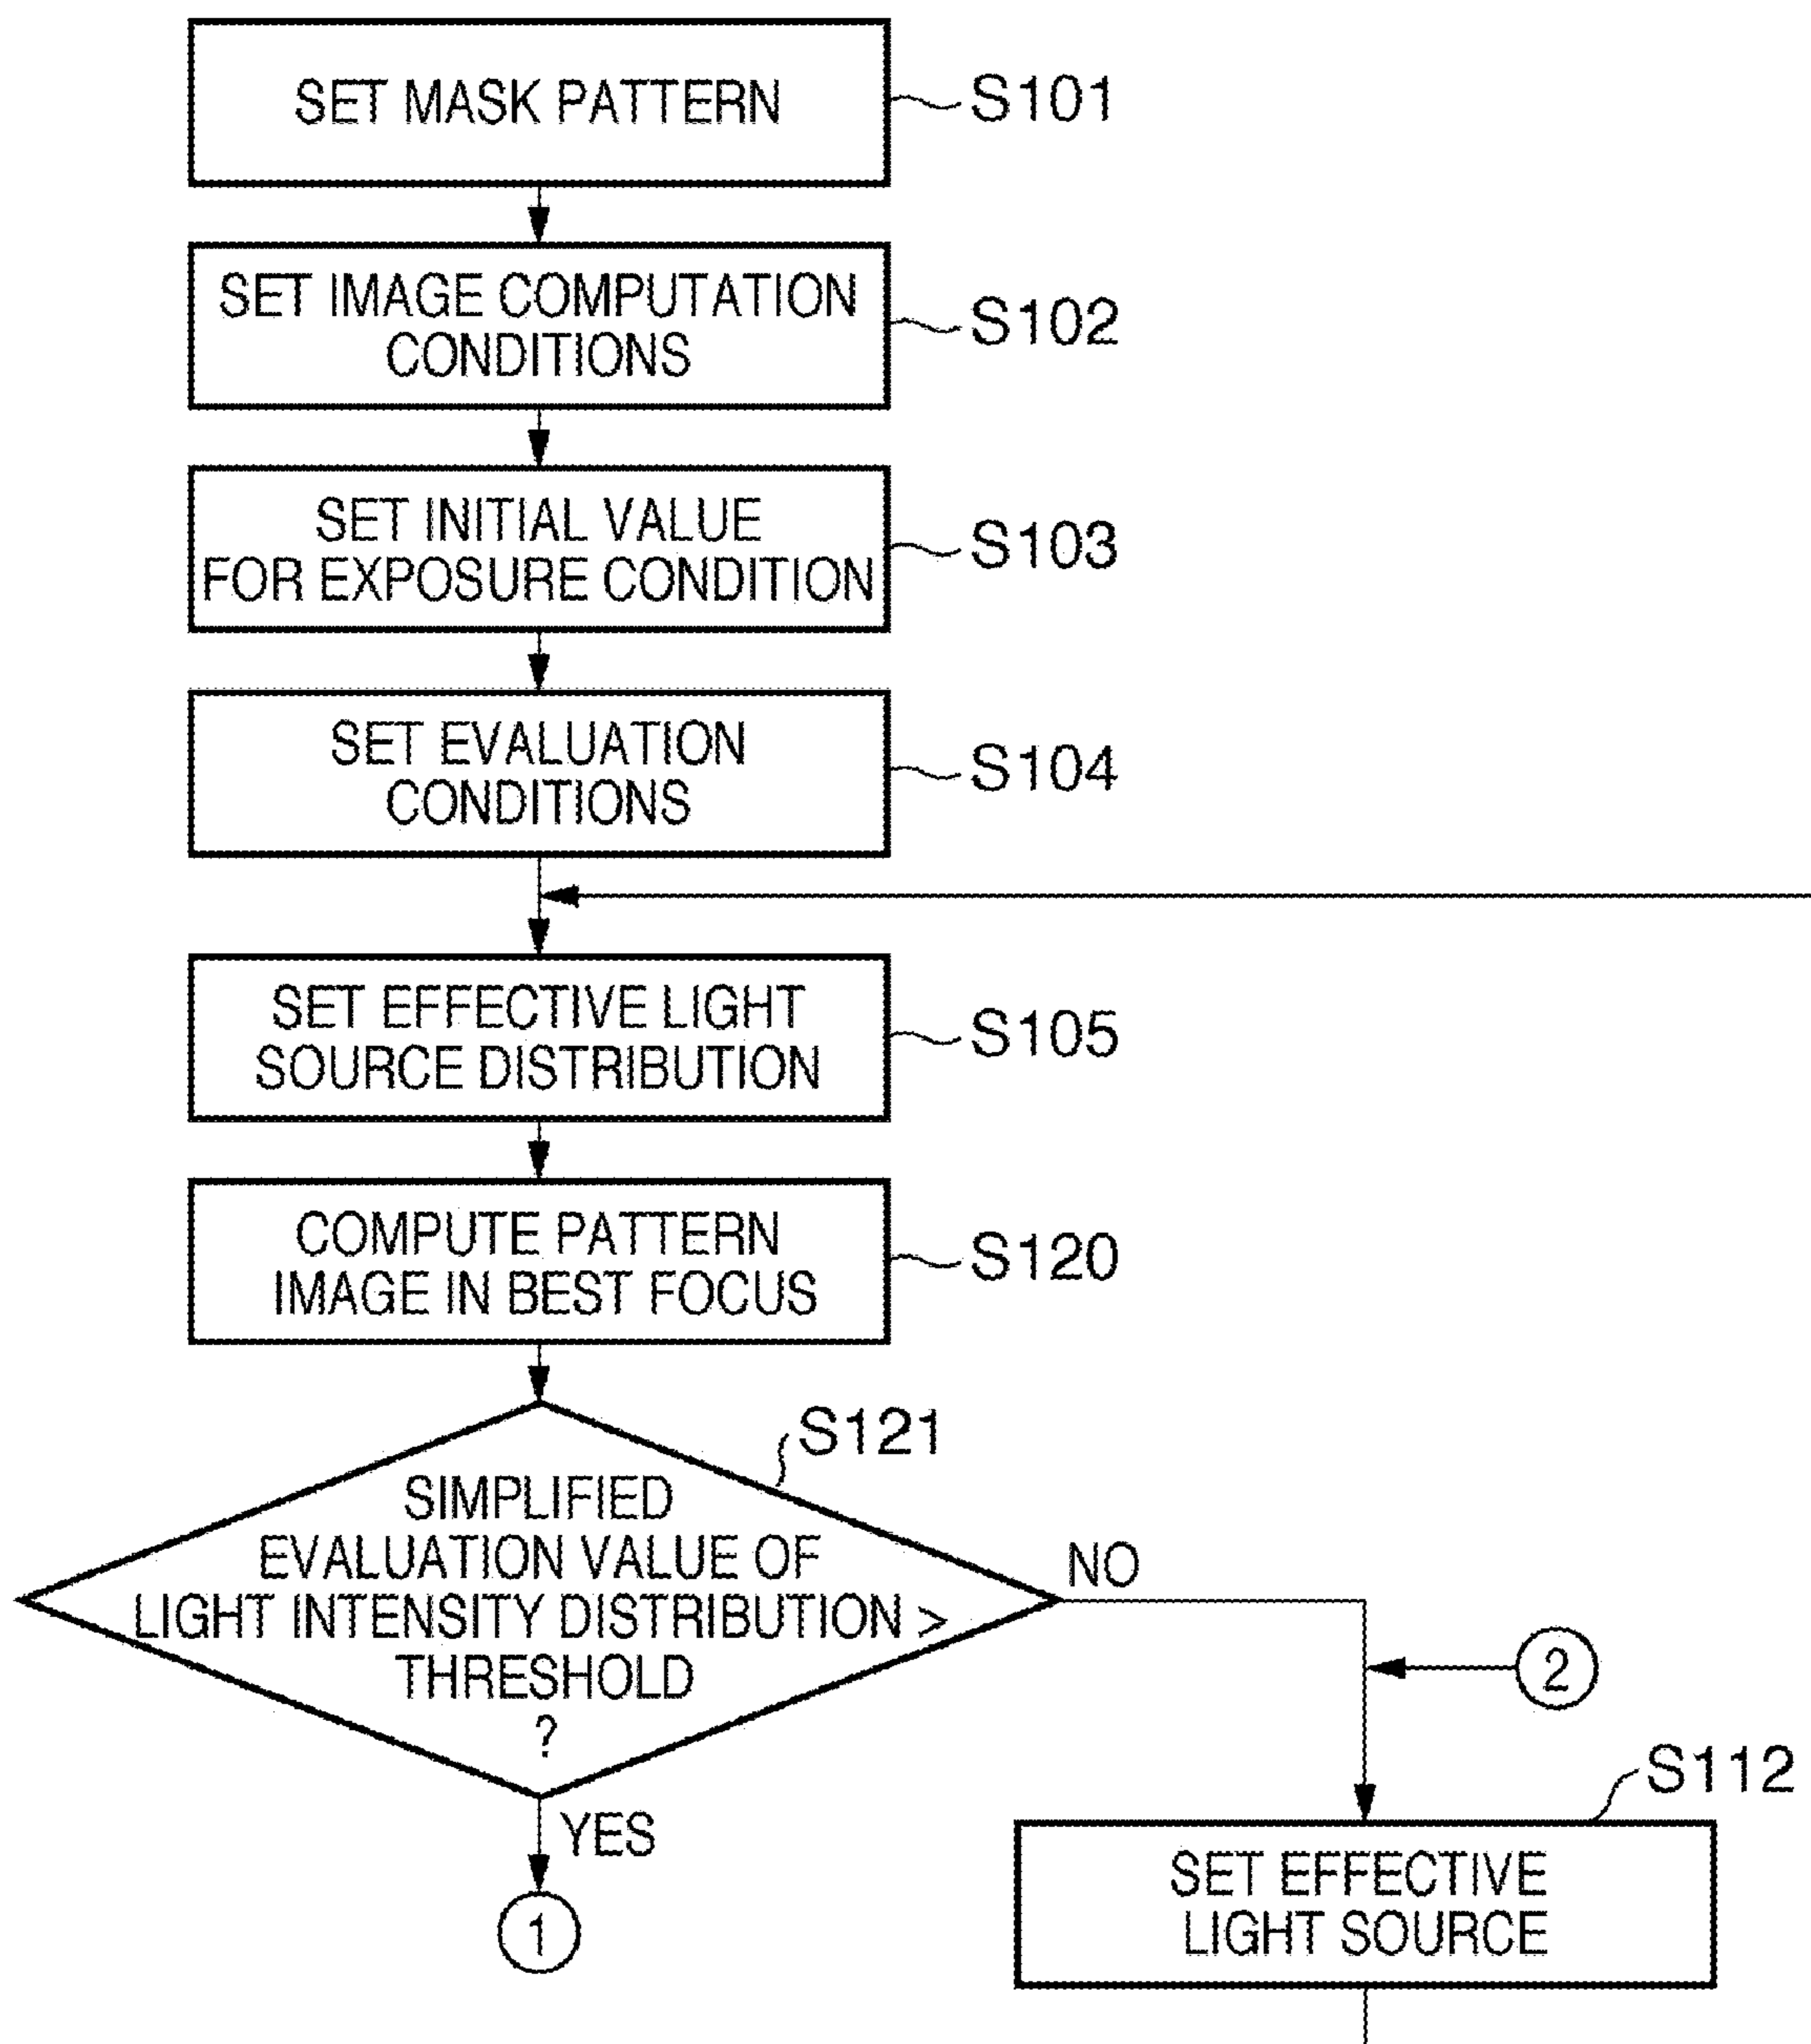 SET MASK PATTERN
S101
SET IMAGE COMPUTATION
CONDITIONS
S102
SET INITIAL VALUE
FOR EXPOSURE CONDITION
S103
SET EVALUATION
CONDITIONS
S104
SET EFFECTIVE LIGHT
SOURCE DISTRIBUTION
S105
COMPUTE PATTERN
IMAGE IN BEST FOCUS
S120
S121
SIMPLIFIED
EVALUATION VALUE OF
LIGHT INTENSITY DISTRIBUTION >
THRESHOLD
?
NO
2
YES
1
S112
SET EFFECTIVE
LIGHT SOURCE